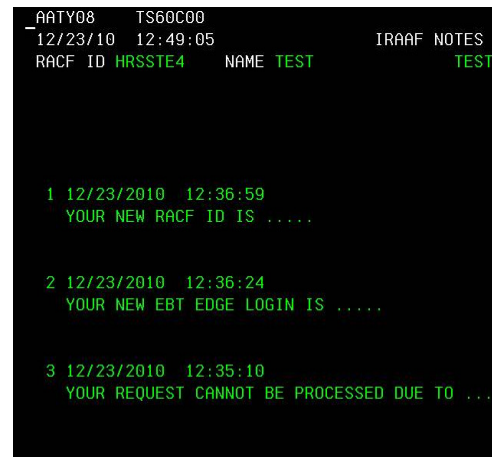 AATY08 TS60C00
12/23/10 12:49:05 IRAAF NOTES
RACF ID HRSSTE4 NAME TEST TEST
1 12/23/2010 12:36:59
YOUR NEW RACF ID IS .....
2 12/23/2010 12:36:24
YOUR NEW EBT EDGE LOGIN IS .....
3 12/23/2010 12:35:10
YOUR REQUEST CANNOT BE PROCESSED DUE TO ...